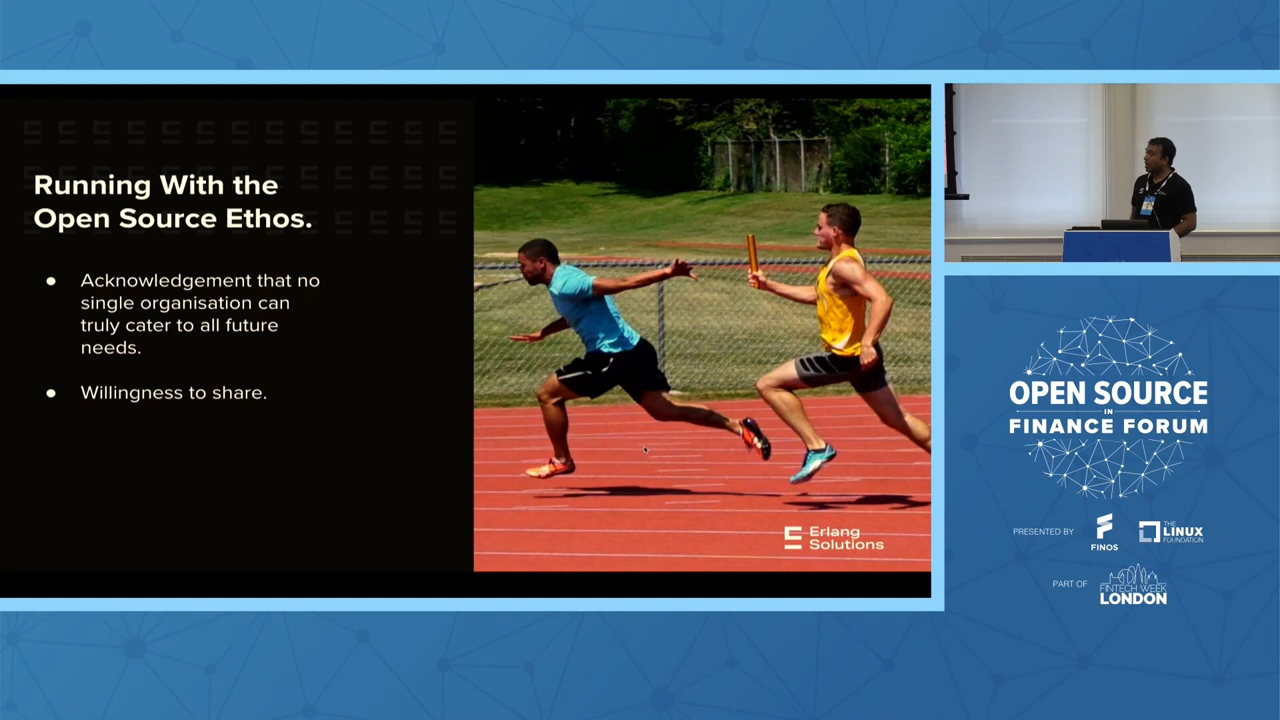 Running With the
Open Source Ethos.
● Acknowledgement that no
single organisation can
truly cater to all future
needs.
● Willingness to share.
Erlang
Solutions
OPEN SOURCE
IN
FINANCE FORUM
PRESENTED BY
FINOS
THE
LINUX
FOUNDATION
PART OF
FINTECH WEEK
LONDON